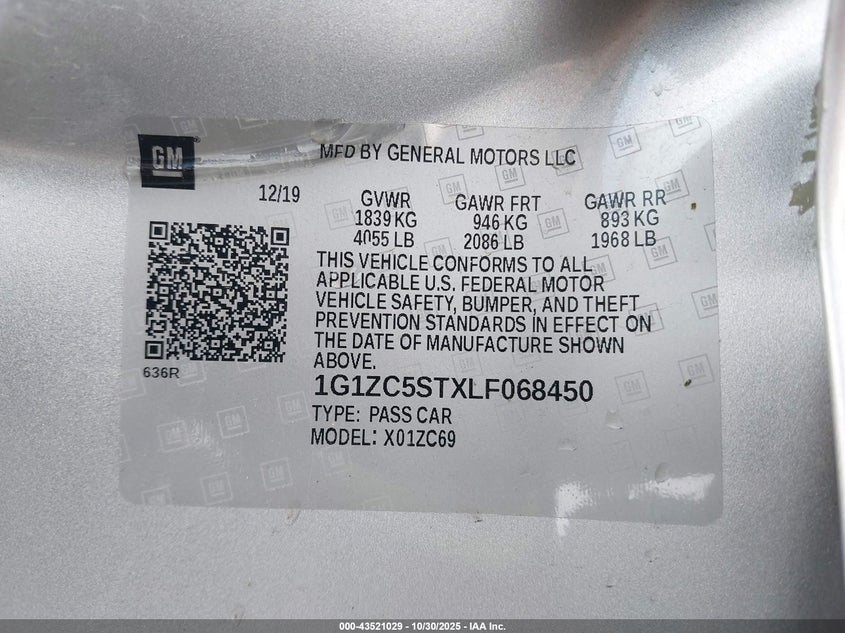 GM
MFD BY GENERAL MOTORS LLC
12/19
GVWR GAWR FRT GAWR RR
1839 KG 946 KG 893 KG
4055 LB 2086 LB 1968 LB
THIS VEHICLE CONFORMS TO ALL
APPLICABLE U.S. FEDERAL MOTOR
VEHICLE SAFETY, BUMPER, AND THEFT
PREVENTION STANDARDS IN EFFECT ON
THE DATE OF MANUFACTURE SHOWN
ABOVE.
636R
1G1ZC5STXLF068450
TYPE: PASS CAR
MODEL: X01ZC69
000-43521029 - 10/30/2025 - IAA Inc.